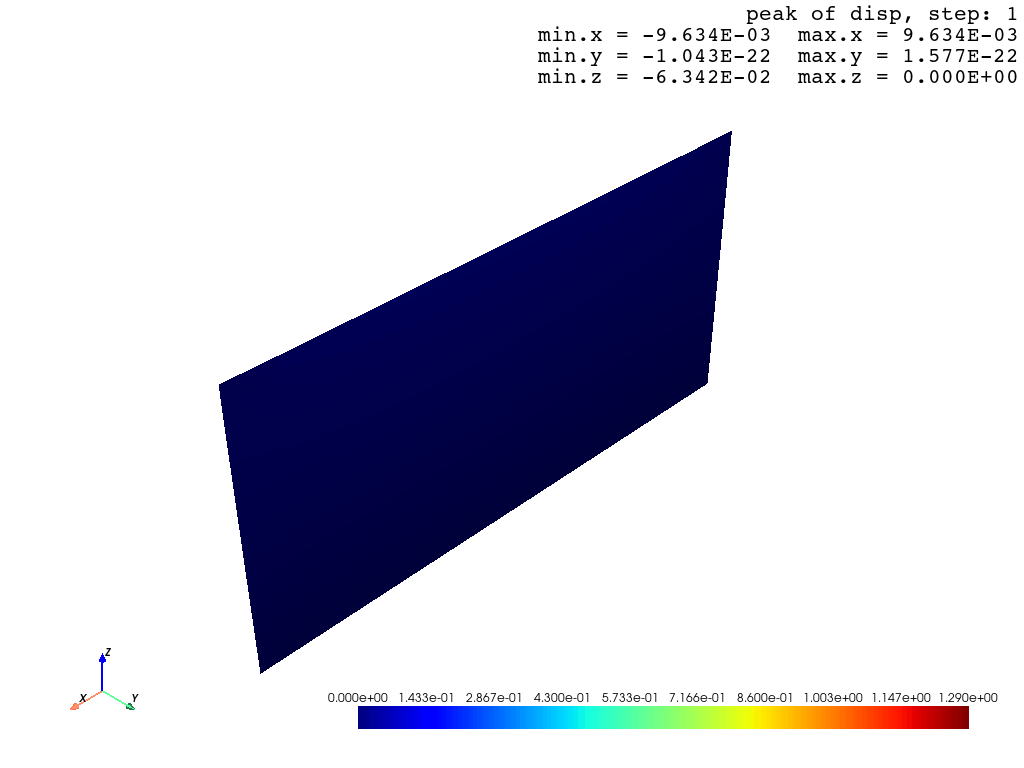 peak of disp, step: 1
min.x = -9.634E-03  max.x = 9.634E-03
min.y = -1.043E-22  max.y = 1.577E-22
min.z = -6.342E-02  max.z = 0.000E+00
Z
X
Y
0.000e+00 1.433e-01 2.867e-01 4.300e-01 5.733e-01 7.166e-01 8.600e-01 1.003e+00 1.147e+00 1.290e+00